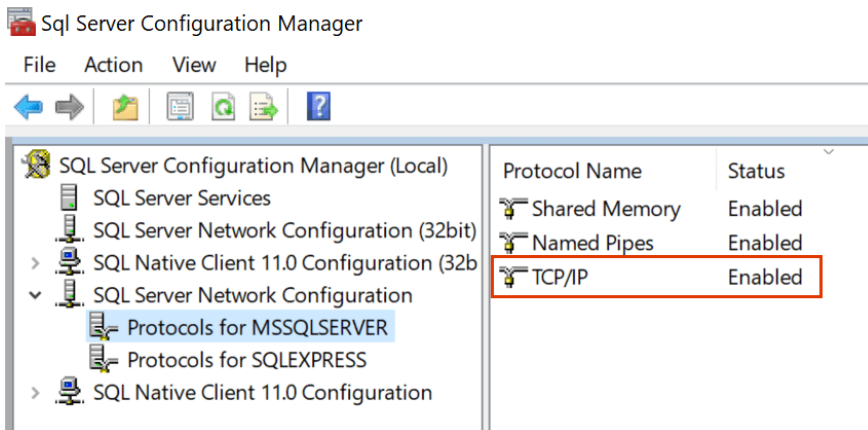 Sql Server Configuration Manager
File Action View Help
SQL Server Configuration Manager (Local)
SQL Server Services
SQL Server Network Configuration (32bit)
SQL Native Client 11.0 Configuration (32b
SQL Server Network Configuration
Protocols for MSSQLSERVER
Protocols for SQLEXPRESS
SQL Native Client 11.0 Configuration
Protocol Name Status
Shared Memory Enabled
Named Pipes Enabled
TCP/IP Enabled